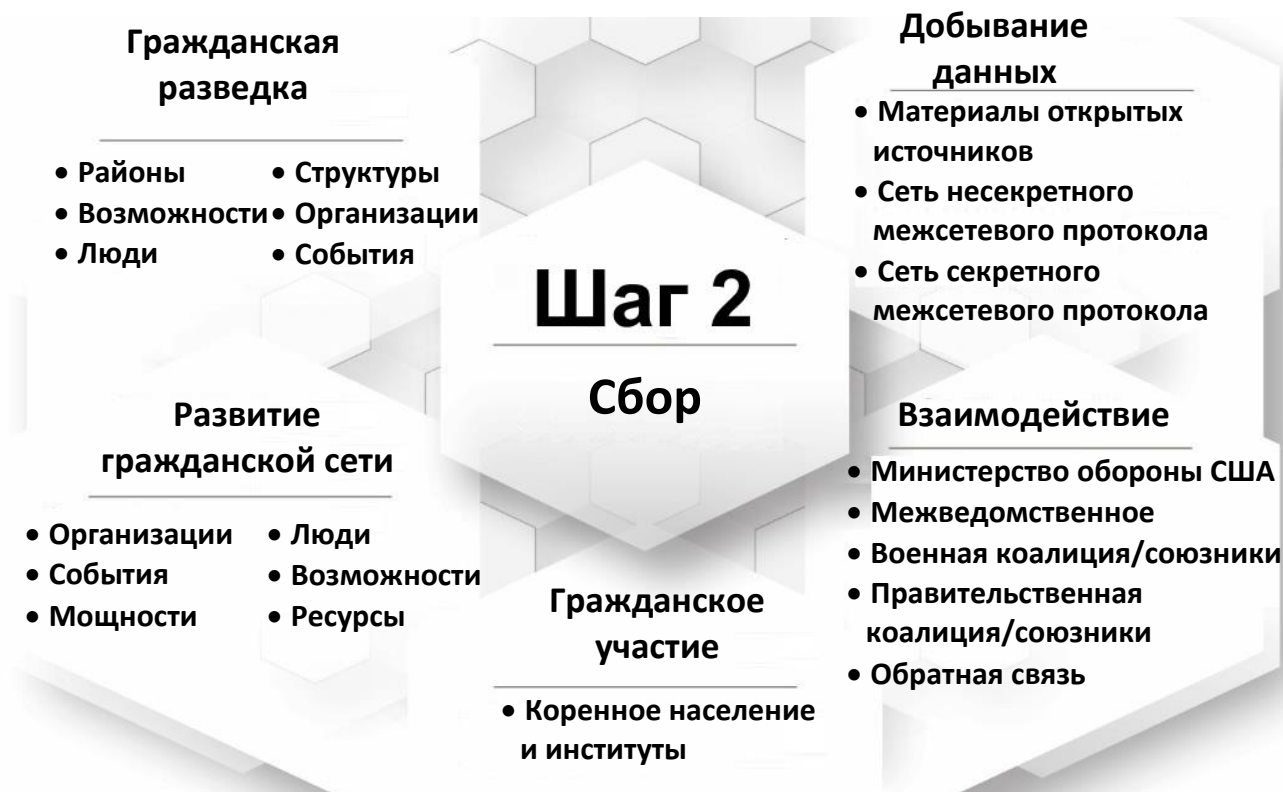 Гражданская
разведка
• Районы
• Возможности
• Люди
• Структуры
• Организации
• События
Добывание
данных
• Материалы открытых
источников
• Сеть несекретного
межсетевого протокола
• Сеть секретного
межсетевого протокола
Шаг 2
Сбор
Развитие
гражданской сети
• Организации
• События
• Мощности
• Люди
• Возможности
• Ресурсы
Гражданское
участие
• Коренное население
и институты
Взаимодействие
• Министерство обороны США
• Межведомственное
• Военная коалиция/союзники
• Правительственная
коалиция/союзники
• Обратная связь